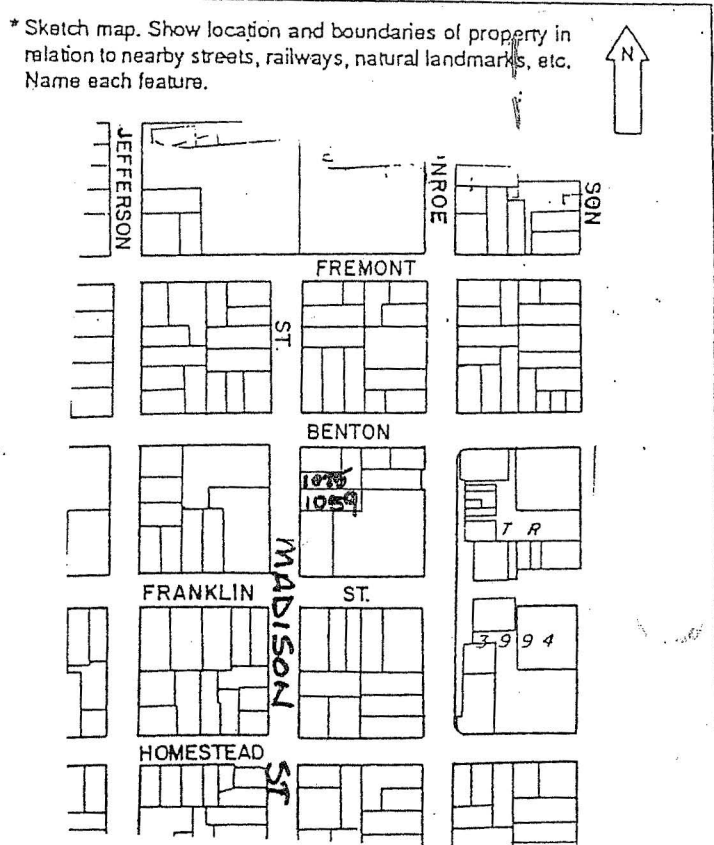 * Sketch map. Show location and boundaries of property in
relation to nearby streets, railways, natural landmarks, etc.
Name each feature.
N
JEFFERSON
NROE
SON
FREMONT
ST.
BENTON
1059
T R
MADISON ST
FRANKLIN ST.
3994
HOMESTEAD